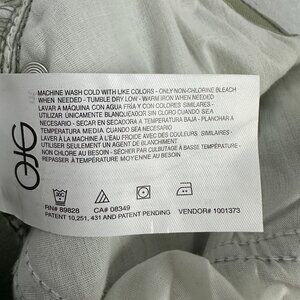 MACHINE WASH COLD WITH LIKE COLORS - ONLY NON-CHLORINE BLEACH
WHEN NEEDED - TUMBLE DRY LOW - WARM IRON WHEN NEEDED
LAVAR A MÁQUINA CON AGUA FRÍA Y CON COLORES SIMILARES -
UTILIZAR ÚNICAMENTE BLANQUEADOR SIN CLORO CUANDO SEA
NECESARIO - SECAR EN SECADORA A TEMPERATURA BAJA - PLANCHAR A
TEMPERATURA MEDIA CUANDO SEA NECESARIO
LAVER À LA MACHINE À L'EAU FROIDE AVEC DES COULEURS SIMILAIRES -
UTILISER SEULEMENT UN AGENT DE BLANCHIMENT
NON CHLORÉ AU BESOIN - SÉCHER PAR CULBUTAGE À BASSE TEMPÉRATURE
REPASSER À TEMPÉRATURE MOYENNE AU BESOIN
RN# 89828 CA# 08349 VENDOR# 1001373
PATENT 10,251, 431 AND PATENT PENDING